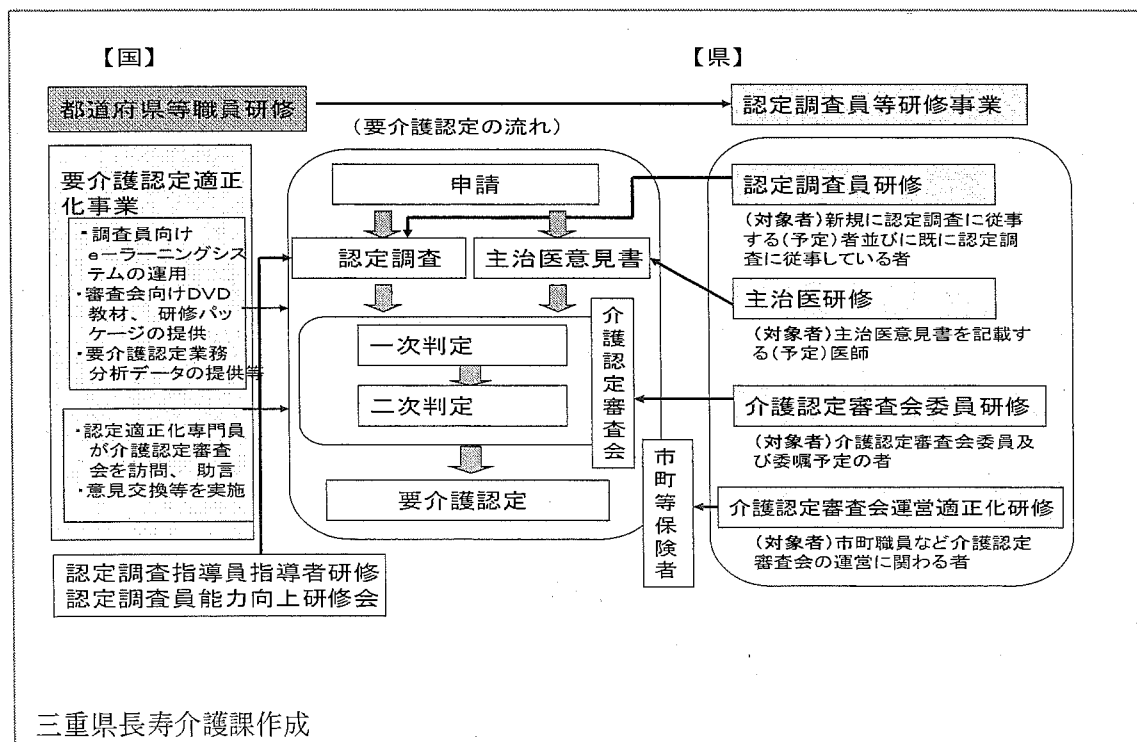 【国】
【県】
都道府県等職員研修
認定調査員等研修事業
(要介護認定の流れ)
要介護認定適正
化事業
・調査員向け
eーラーニングシス
テムの運用
・審査会向けDVD
教材、研修パッ
ケージの提供
・要介護認定業務
分析データの提供等
・認定適正化専門員
が介護認定審査
会を訪問、助言
・意見交換等を実施
認定調査指導員指導者研修
認定調査員能力向上研修会
申請
認定調査
主治医意見書
一次判定
二次判定
介護認定審査会
要介護認定
市町等保険者
認定調査員研修
(対象者)新規に認定調査に従事
する(予定)者並びに既に認定調
査に従事している者
主治医研修
(対象者)主治医意見書を記載す
る(予定)医師
介護認定審査会委員研修
(対象者)介護認定審査会委員及
び委嘱予定の者
介護認定審査会運営適正化研修
(対象者)市町職員など介護認定
審査会の運営に関わる者
三重県長寿介護課作成